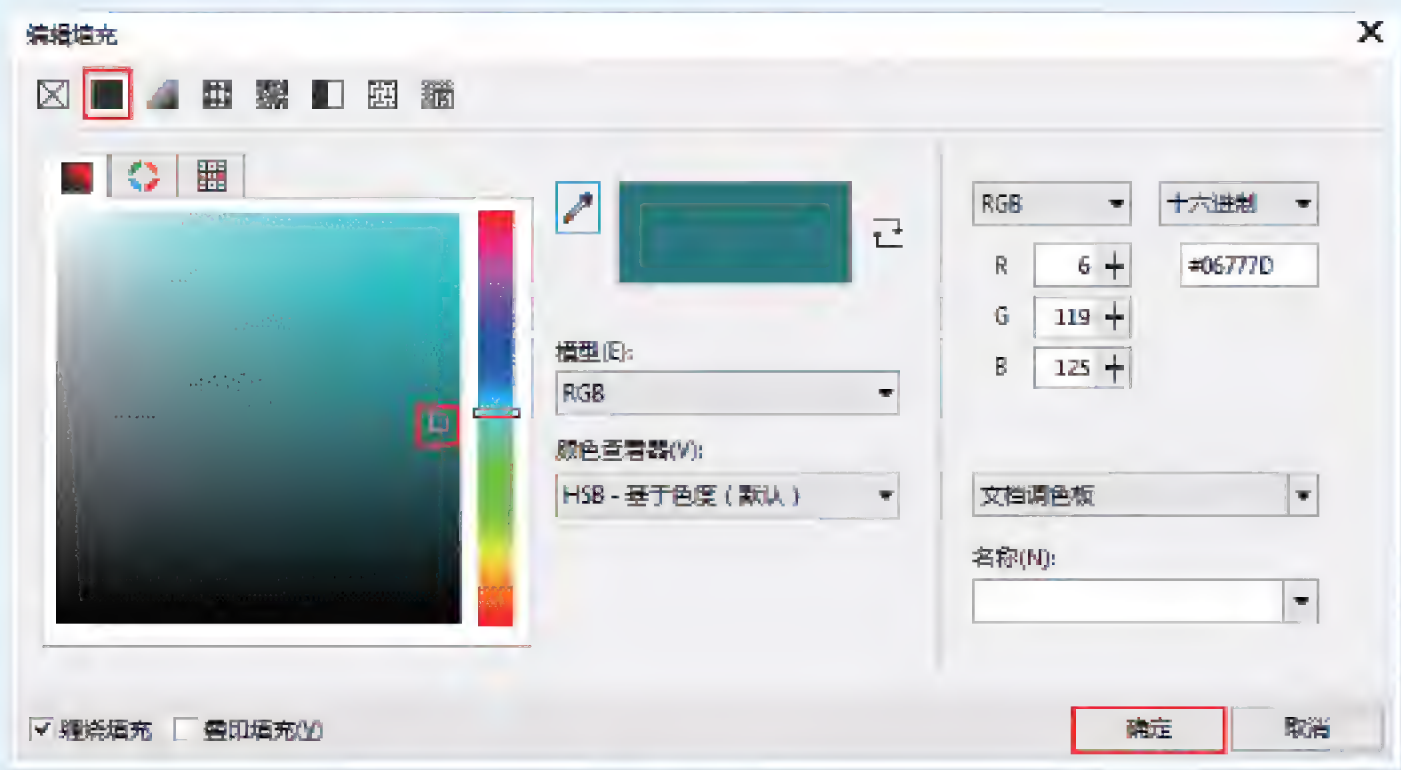 编辑填充
RGB
十六进制
R
6
#06777D
G
119
B
125
模型(E):
RGB
颜色查看器(V):
HSB - 基于色度 ( 默认 )
文档调色板
名称(N):
缠绕填充
叠印填充(V)
确定
取消